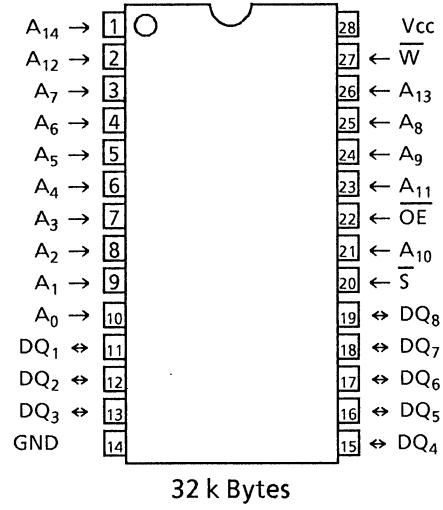 A14 → 1 28 Vcc
A12 → 2 27 ← W̅
A7 → 3 26 ← A13
A6 → 4 25 ← A8
A5 → 5 24 ← A9
A4 → 6 23 ← A11
A3 → 7 22 ← O̅E̅
A2 → 8 21 ← A10
A1 → 9 20 ← S̅
A0 → 10 19 ↔ DQ8
DQ1 ↔ 11 18 ↔ DQ7
DQ2 ↔ 12 17 ↔ DQ6
DQ3 ↔ 13 16 ↔ DQ5
GND 14 15 ↔ DQ4
32 k Bytes